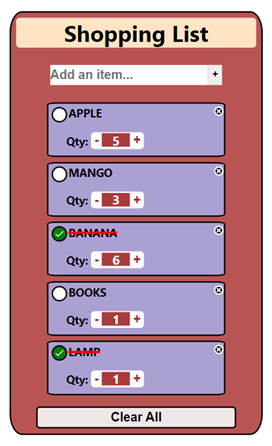 Shopping List
Add an item... +
APPLE
Qty: - 5 +
MANGO
Qty: - 3 +
BANANA
Qty: - 6 +
BOOKS
Qty: - 1 +
LAMP
Qty: - 1 +
Clear All